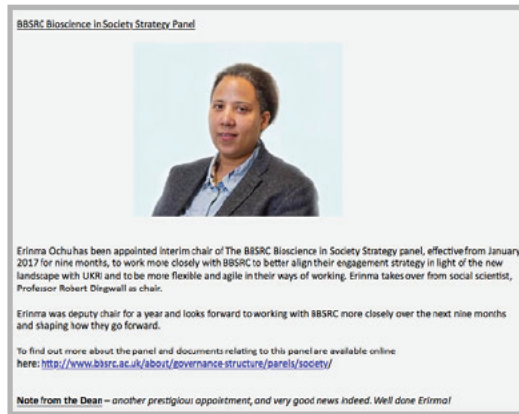 BBSRC Bioscience in Society Strategy Panel
Erinma Ochu has been appointed interim chair of The BBSRC Bioscience in Society Strategy panel, effective from January
2017 for nine months, to work more closely with BBSRC to better align their engagement strategy in light of the new
landscape with UKRI and to be more flexible and agile in their ways of working. Erinma takes over from social scientist,
Professor Robert Dingwall as chair.
Erinma was deputy chair for a year and looks forward to working with BBSRC more closely over the next nine months
and shaping how they go forward.
To find out more about the panel and documents relating to this panel are available online
here: http://www.bbsrc.ac.uk/about/governance-structure/panels/society/
Note from the Dean – another prestigious appointment, and very good news indeed. Well done Erinma!